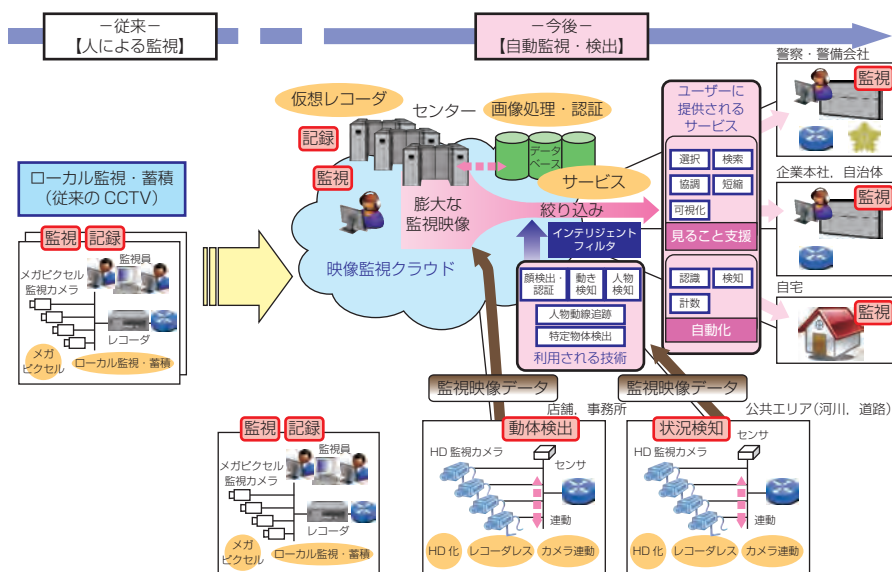 －従来－
【人による監視】
－今後－
【自動監視・検出】
ローカル監視・蓄積
（従来の CCTV）
監視
記録
メガピクセル
監視カメラ
監視員
レコーダ
メガ
ピクセル
ローカル監視・蓄積
仮想レコーダ
センター
画像処理・認証
記録
監視
データ
ベース
サービス
膨大な
監視映像
絞り込み
インテリジェント
フィルタ
映像監視クラウド
顔検出・
認証
動き
検知
人物
検知
人物動線追跡
特定物体検出
利用される技術
ユーザーに
提供される
サービス
選択
検索
協調
短縮
可視化
見ること支援
認識
検知
計数
自動化
警察・警備会社
監視
企業本社，自治体
監視
自宅
監視
監視映像データ
監視映像データ
監視
記録
メガピクセル
監視カメラ
監視員
レコーダ
メガ
ピクセル
ローカル監視・蓄積
店舗，事務所
動体検出
HD 監視カメラ
センサ
連動
HD 化
レコーダレス
カメラ連動
公共エリア（河川，道路）
状況検知
HD 監視カメラ
センサ
連動
HD 化
レコーダレス
カメラ連動